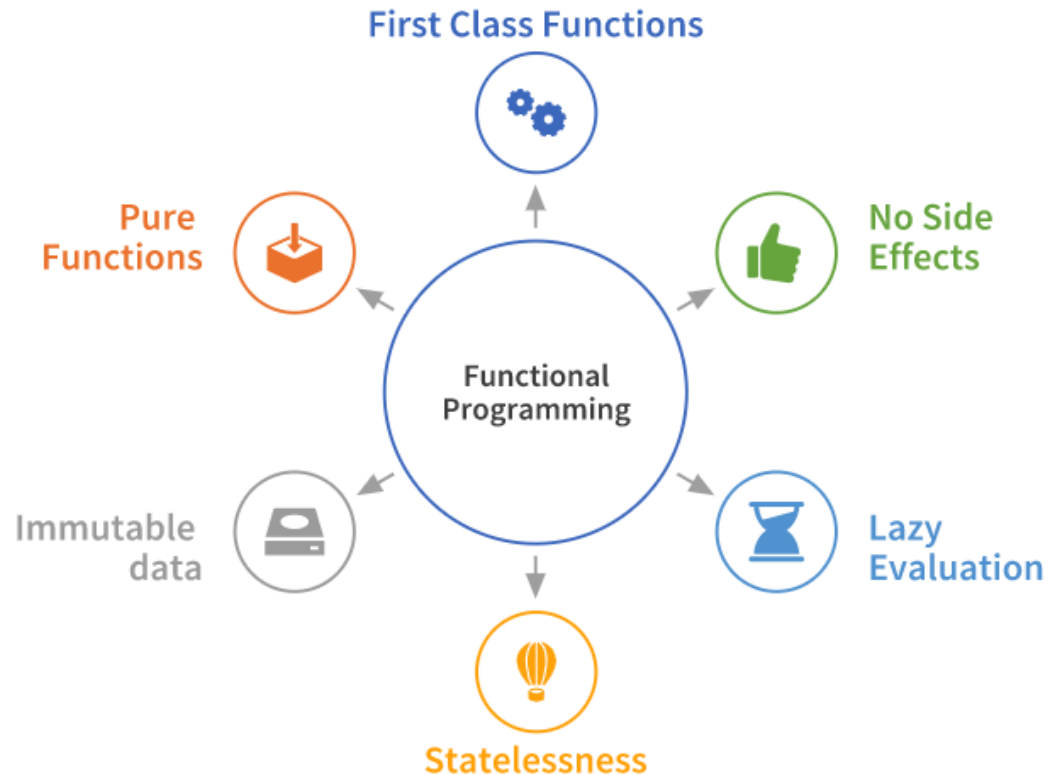 First Class Functions
Pure
Functions
No Side
Effects
Functional
Programming
Immutable
data
Lazy
Evaluation
Statelessness